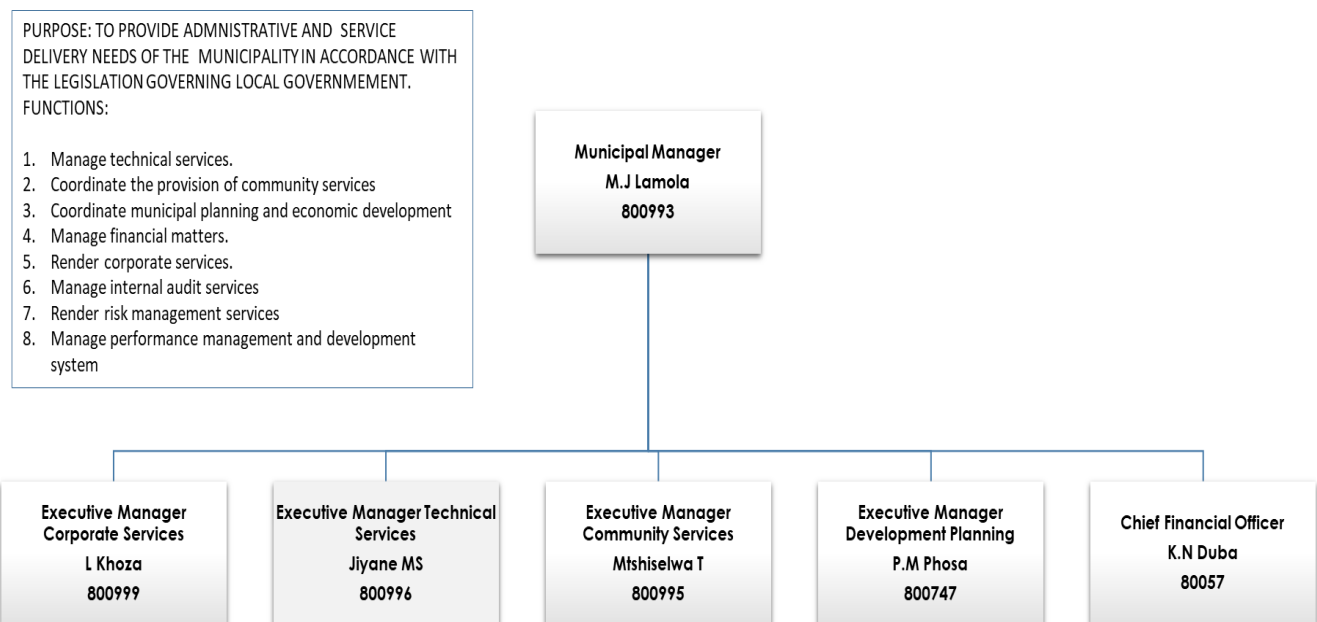 PURPOSE: TO PROVIDE ADMNISTRATIVE AND SERVICE
DELIVERY NEEDS OF THE MUNICIPALITY IN ACCORDANCE WITH
THE LEGISLATION GOVERNING LOCAL GOVERNMEMENT.
FUNCTIONS:
1. Manage technical services.
2. Coordinate the provision of community services
3. Coordinate municipal planning and economic development
4. Manage financial matters.
5. Render corporate services.
6. Manage internal audit services
7. Render risk management services
8. Manage performance management and development
system
Municipal Manager
M.J Lamola
800993
Executive Manager
Corporate Services
L Khoza
800999
Executive Manager Technical
Services
Jiyane MS
800996
Executive Manager
Community Services
Mtshiselwa T
800995
Executive Manager
Development Planning
P.M Phosa
800747
Chief Financial Officer
K.N Duba
80057